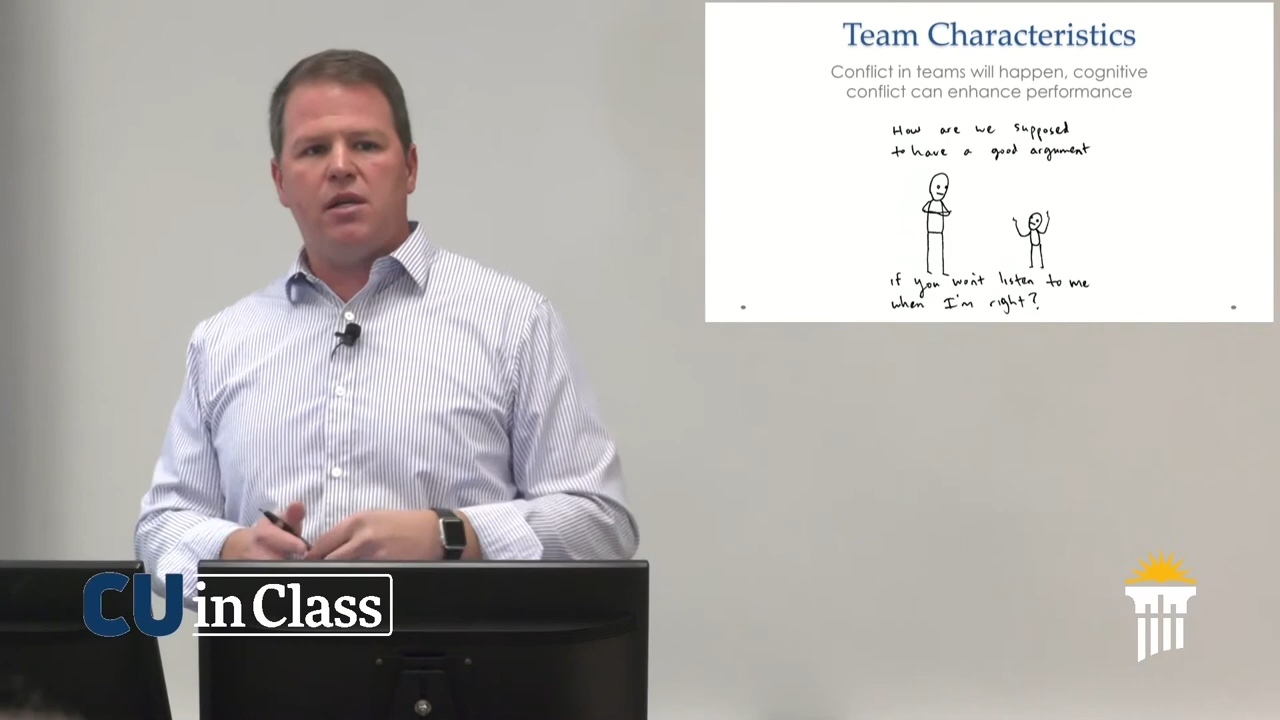 Team Characteristics
Conflict in teams will happen, cognitive
conflict can enhance performance
How are we supposed
to have a good argument
if you won't listen to me
when I'm right?
CU in Class